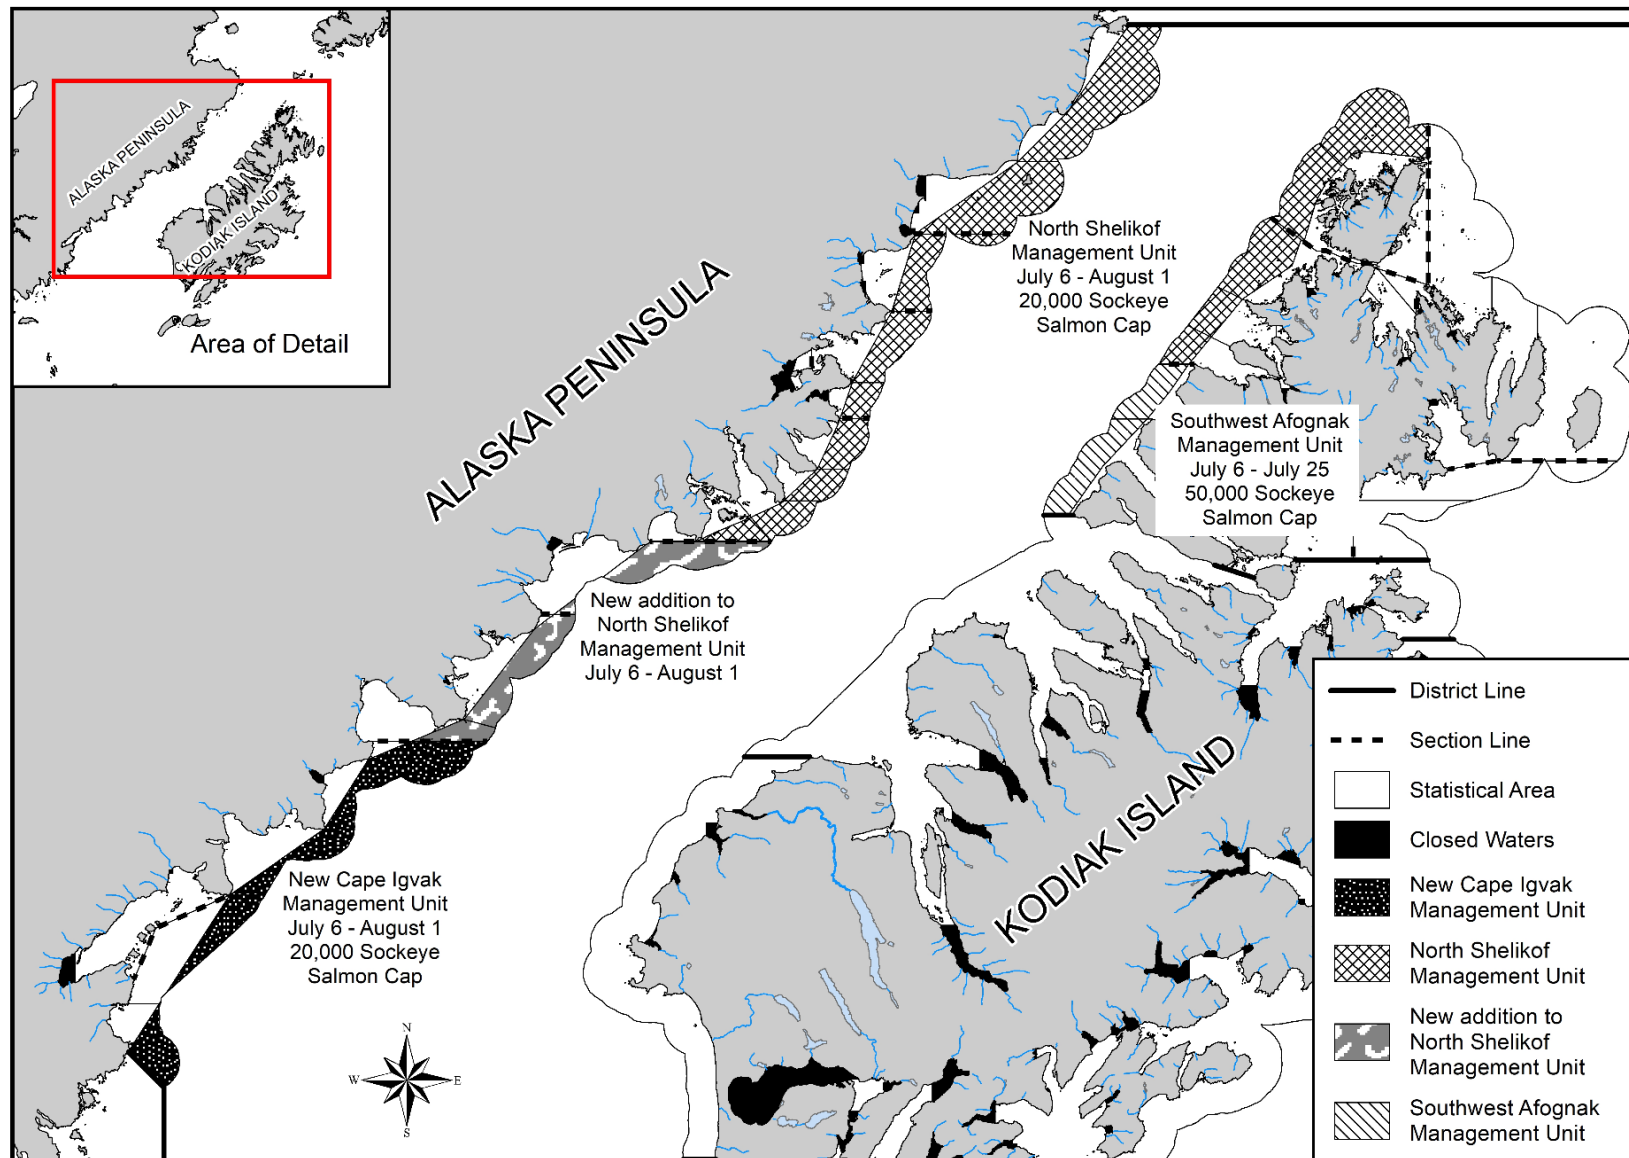 ALASKA PENINSULA
KODIAK ISLAND
Area of Detail
ALASKA PENINSULA
North Shelikof
Management Unit
July 6 - August 1
20,000 Sockeye
Salmon Cap
Southwest Afognak
Management Unit
July 6 - July 25
50,000 Sockeye
Salmon Cap
New addition to
North Shelikof
Management Unit
July 6 - August 1
New Cape Igvak
Management Unit
July 6 - August 1
20,000 Sockeye
Salmon Cap
KODIAK ISLAND
N
W
E
S
District Line
Section Line
Statistical Area
Closed Waters
New Cape Igvak
Management Unit
North Shelikof
Management Unit
New addition to
North Shelikof
Management Unit
Southwest Afognak
Management Unit